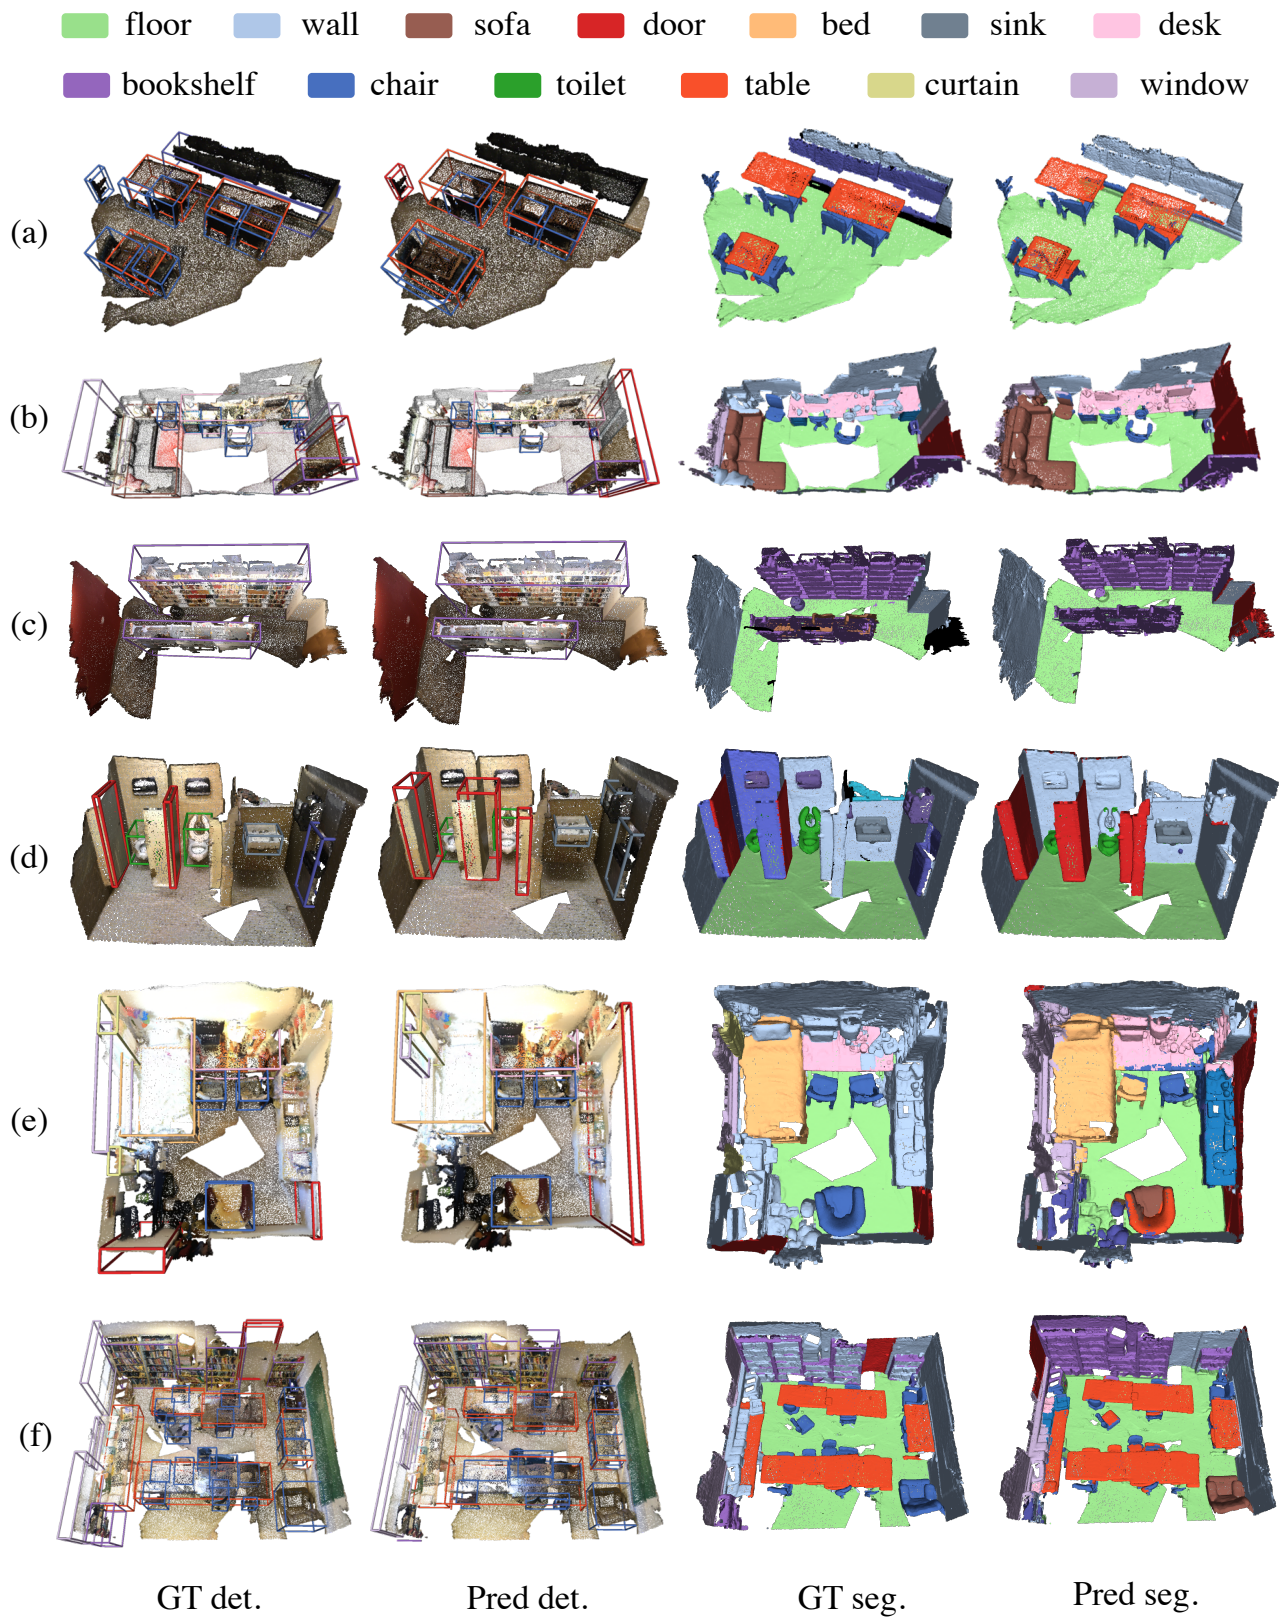 floor wall sofa door bed sink desk
bookshelf chair toilet table curtain window
(a)
(b)
(c)
(d)
(e)
(f)
GT det. Pred det. GT seg. Pred seg.